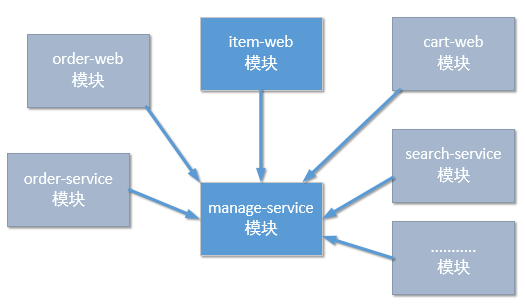 order-web
模块
item-web
模块
cart-web
模块
order-service
模块
manage-service
模块
search-service
模块
...........
模块